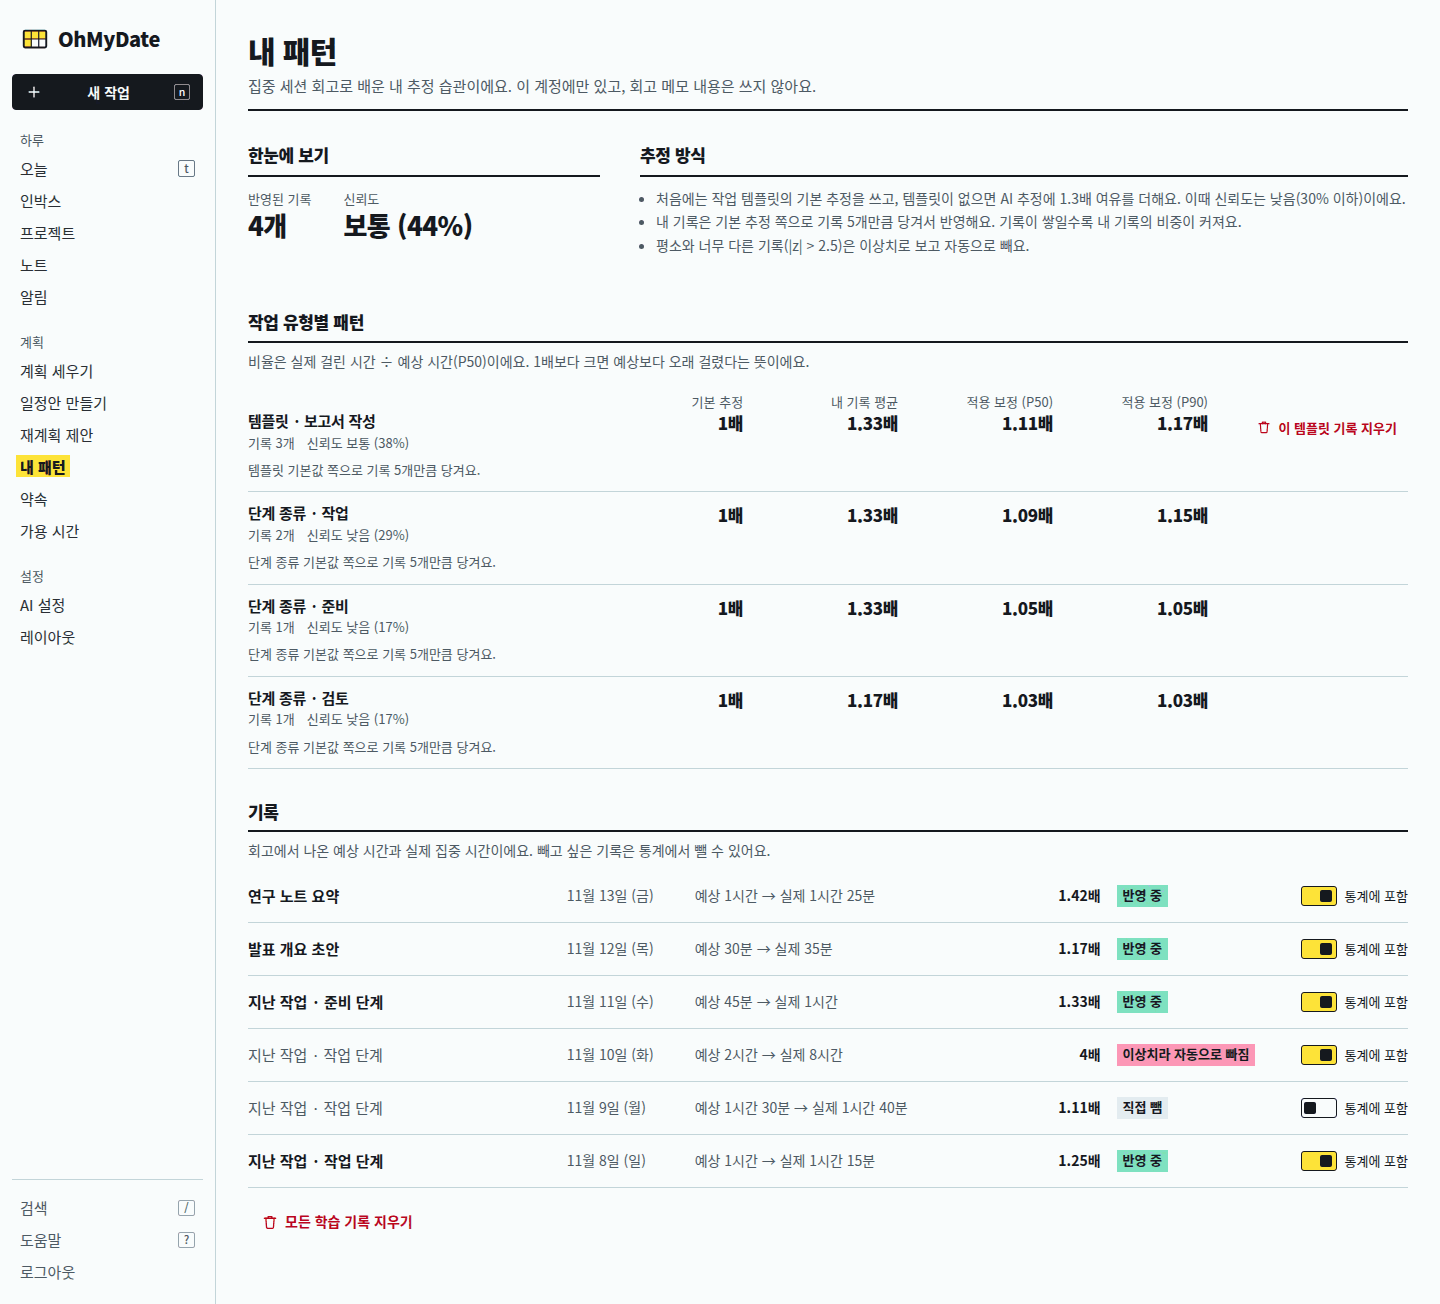 OhMyDate
새 작업 n
하루
오늘 t
인박스
프로젝트
노트
알림
계획
계획 세우기
일정안 만들기
재계획 제안
내 패턴
약속
가용 시간
설정
AI 설정
레이아웃
검색 /
도움말 ?
로그아웃
내 패턴
집중 세션 회고로 배운 내 추정 습관이에요. 이 계정에만 있고, 회고 메모 내용은 쓰지 않아요.
한눈에 보기
반영된 기록 신뢰도
4개 보통 (44%)
추정 방식
• 처음에는 작업 템플릿의 기본 추정을 쓰고, 템플릿이 없으면 AI 추정에 1.3배 여유를 더해요. 이때 신뢰도는 낮음(30% 이하)이에요.
• 내 기록은 기본 추정 쪽으로 기록 5개만큼 당겨서 반영해요. 기록이 쌓일수록 내 기록의 비중이 커져요.
• 평소와 너무 다른 기록(|z| > 2.5)은 이상치로 보고 자동으로 빼요.
작업 유형별 패턴
비율은 실제 걸린 시간 ÷ 예상 시간(P50)이에요. 1배보다 크면 예상보다 오래 걸렸다는 뜻이에요.
기본 추정 내 기록 평균 적용 보정 (P50) 적용 보정 (P90)
템플릿 · 보고서 작성 1배 1.33배 1.11배 1.17배 이 템플릿 기록 지우기
기록 3개 신뢰도 보통 (38%)
템플릿 기본값 쪽으로 기록 5개만큼 당겨요.
단계 종류 · 작업 1배 1.33배 1.09배 1.15배
기록 2개 신뢰도 낮음 (29%)
단계 종류 기본값 쪽으로 기록 5개만큼 당겨요.
단계 종류 · 준비 1배 1.33배 1.05배 1.05배
기록 1개 신뢰도 낮음 (17%)
단계 종류 기본값 쪽으로 기록 5개만큼 당겨요.
단계 종류 · 검토 1배 1.17배 1.03배 1.03배
기록 1개 신뢰도 낮음 (17%)
단계 종류 기본값 쪽으로 기록 5개만큼 당겨요.
기록
회고에서 나온 예상 시간과 실제 집중 시간이에요. 빼고 싶은 기록은 통계에서 뺄 수 있어요.
연구 노트 요약 11월 13일 (금) 예상 1시간 → 실제 1시간 25분 1.42배 반영 중 통계에 포함
발표 개요 초안 11월 12일 (목) 예상 30분 → 실제 35분 1.17배 반영 중 통계에 포함
지난 작업 · 준비 단계 11월 11일 (수) 예상 45분 → 실제 1시간 1.33배 반영 중 통계에 포함
지난 작업 · 작업 단계 11월 10일 (화) 예상 2시간 → 실제 8시간 4배 이상치라 자동으로 빠짐 통계에 포함
지난 작업 · 작업 단계 11월 9일 (월) 예상 1시간 30분 → 실제 1시간 40분 1.11배 직접 뺌 통계에 포함
지난 작업 · 작업 단계 11월 8일 (일) 예상 1시간 → 실제 1시간 15분 1.25배 반영 중 통계에 포함
모든 학습 기록 지우기